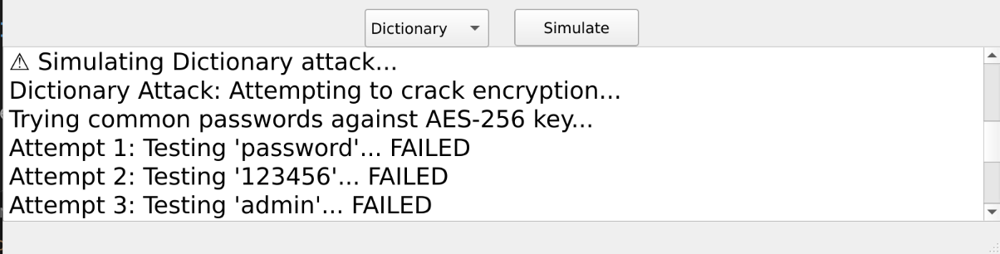 Dictionary
Simulate
⚠ Simulating Dictionary attack...
Dictionary Attack: Attempting to crack encryption...
Trying common passwords against AES-256 key...
Attempt 1: Testing 'password'... FAILED
Attempt 2: Testing '123456'... FAILED
Attempt 3: Testing 'admin'... FAILED